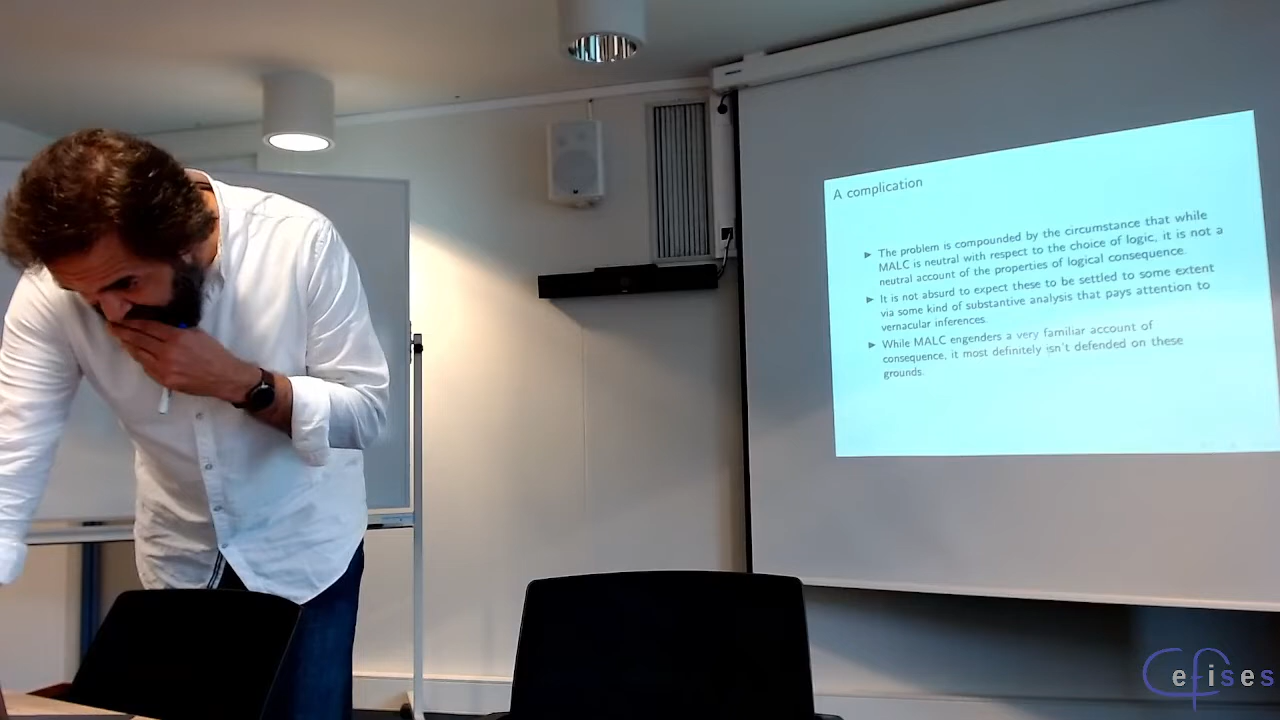 A complication
► The problem is compounded by the circumstance that while
MALC is neutral with respect to the choice of logic, it is not a
neutral account of the properties of logical consequence.
► It is not absurd to expect these to be settled to some extent
via some kind of substantive analysis that pays attention to
vernacular inferences.
► While MALC engenders a very familiar account of
consequence, it most definitely isn't defended on these
grounds.
Cefises